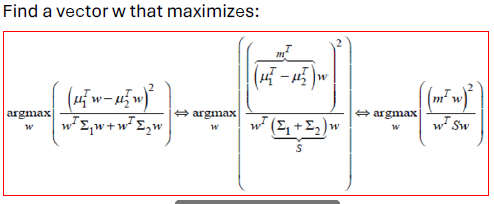 Find a vector w that maximizes:
argmax_w ( (μ₁ᵀw − μ₂ᵀw)² / (wᵀΣ₁w + wᵀΣ₂w) ) ⇔ argmax_w ( ( (μ₁ᵀ − μ₂ᵀ)⏞mᵀ w )² / ( wᵀ (Σ₁ + Σ₂)⏟S w ) ) ⇔ argmax_w ( (mᵀw)² / (wᵀSw) )